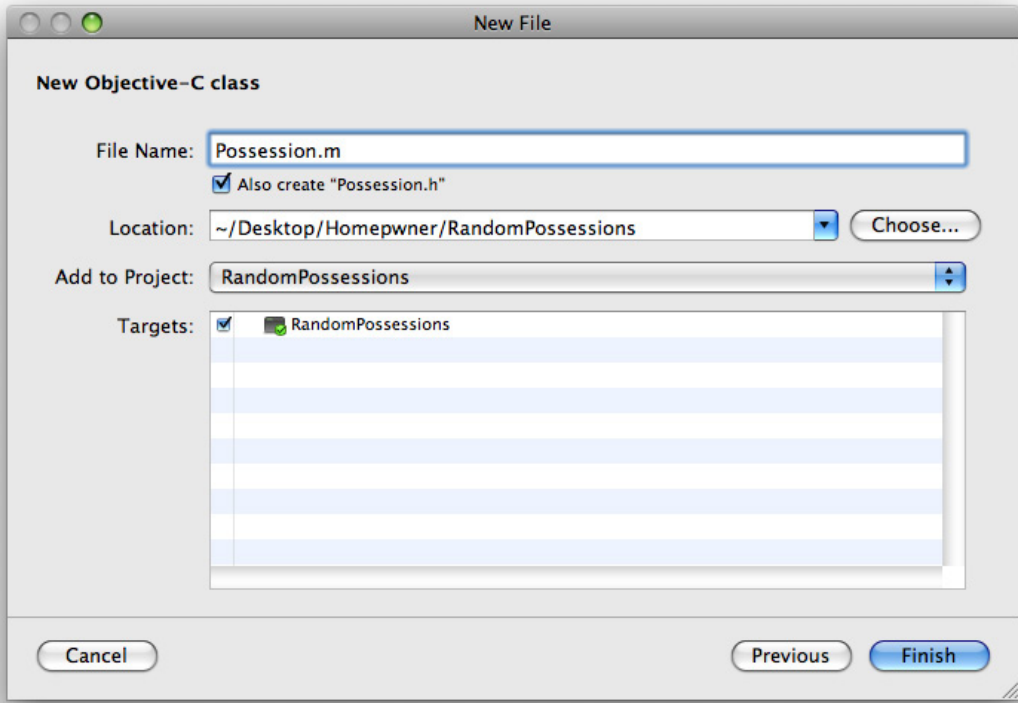 New File
New Objective-C class
File Name: Possession.m
Also create “Possession.h”
Location: ~/Desktop/Homepwner/RandomPossessions Choose...
Add to Project: RandomPossessions
Targets: RandomPossessions
Cancel Previous Finish